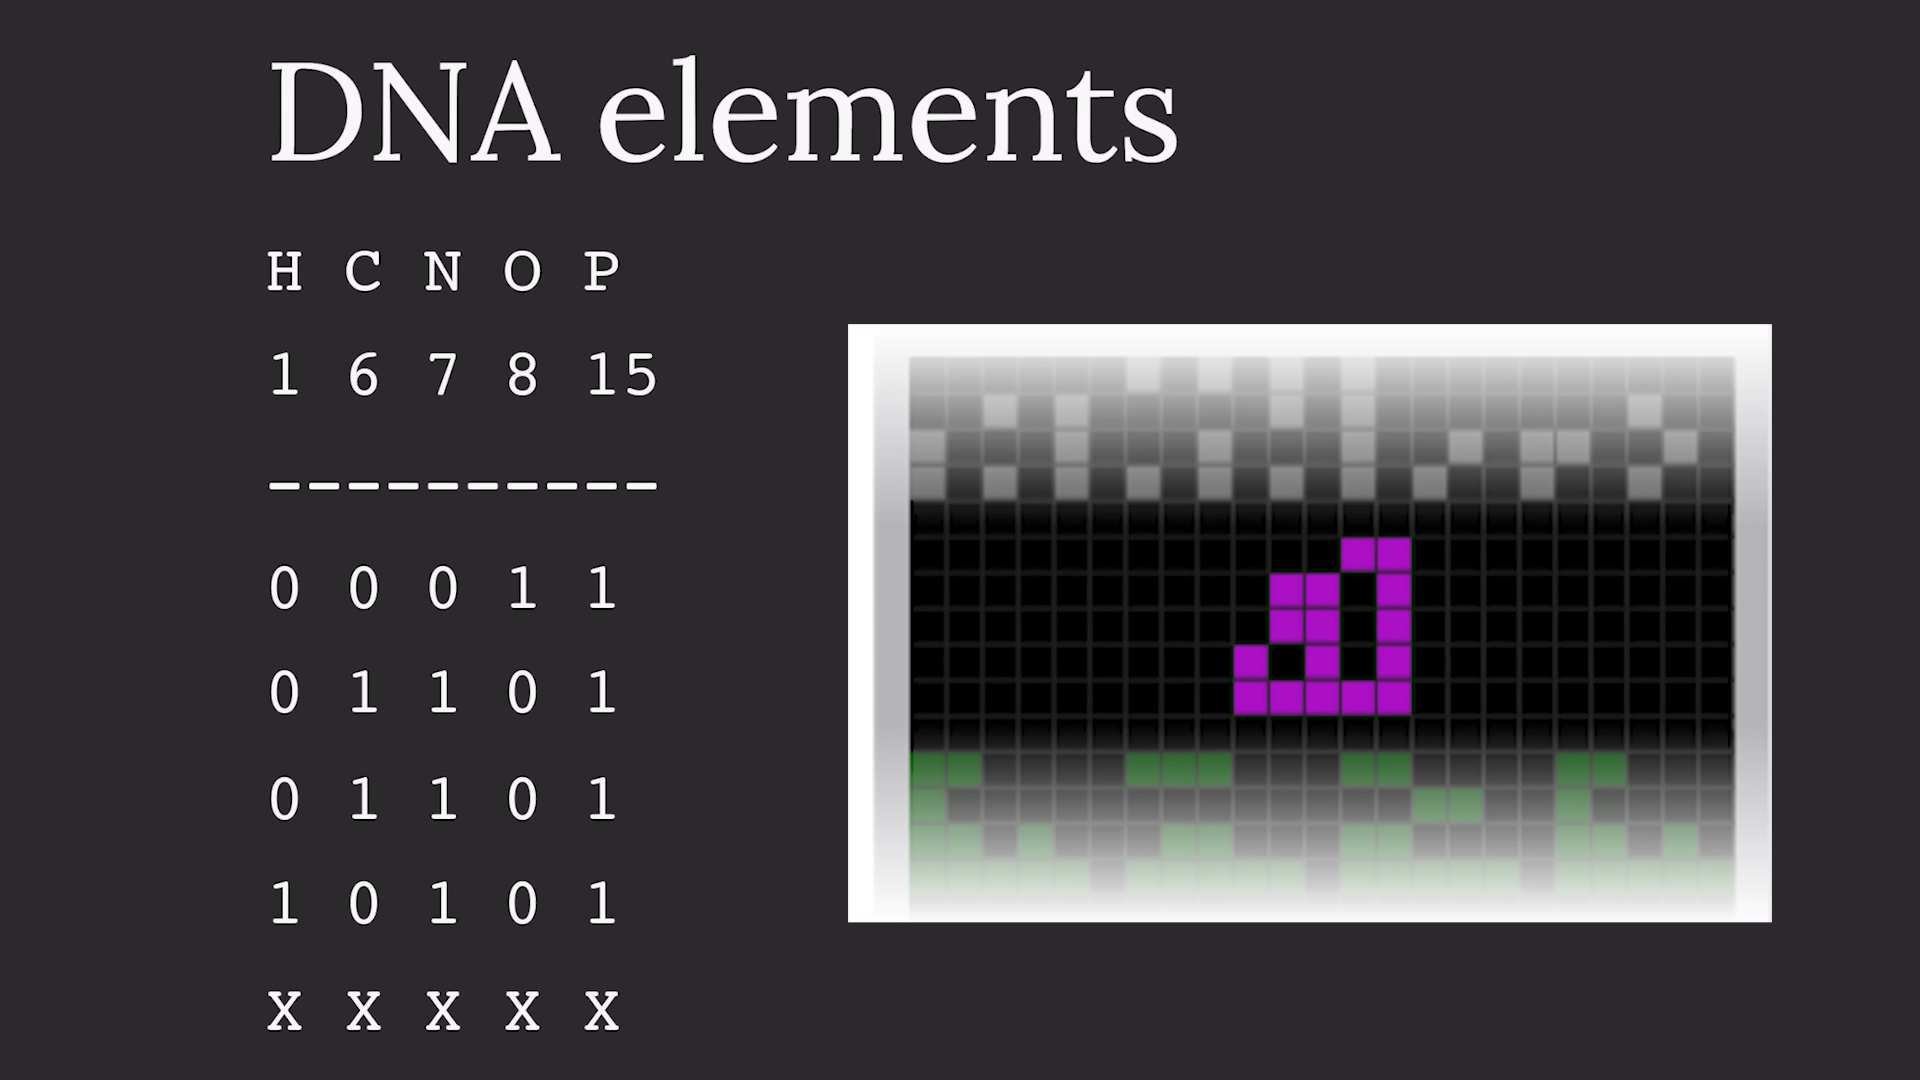 DNA elements
H C N O P
1 6 7 8 15
----------
0 0 0 1 1
0 1 1 0 1
0 1 1 0 1
1 0 1 0 1
X X X X X